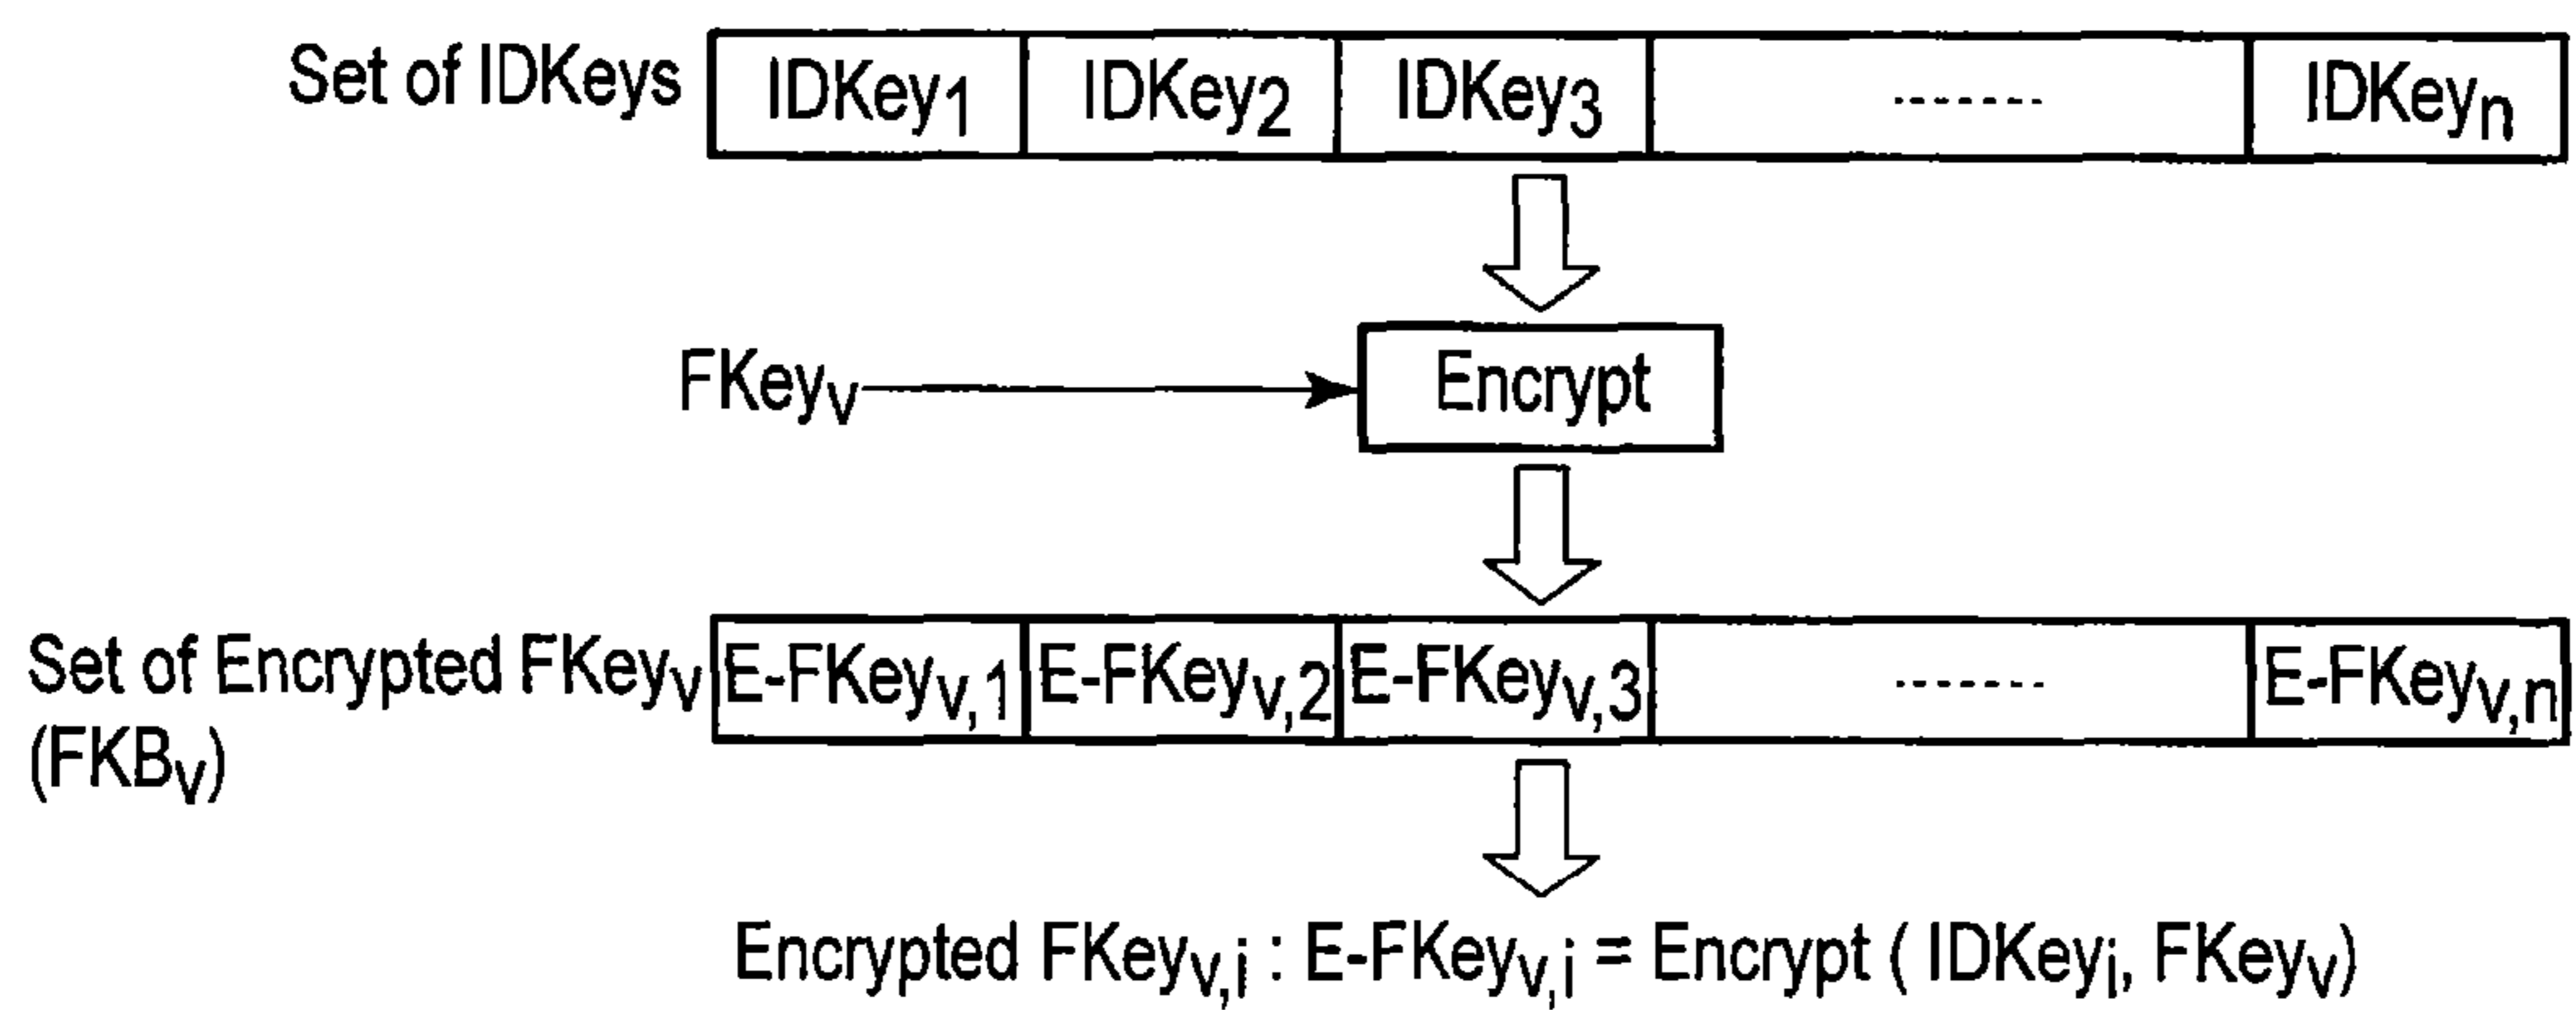 Set of IDKeys IDKey1 IDKey2 IDKey3 ------- IDKeyn
FKeyv Encrypt
Set of Encrypted FKeyv E-FKeyv,1 E-FKeyv,2 E-FKeyv,3 ------- E-FKeyv,n
(FKBv)
Encrypted FKeyv,i : E-FKeyv,i = Encrypt ( IDKeyi, FKeyv)